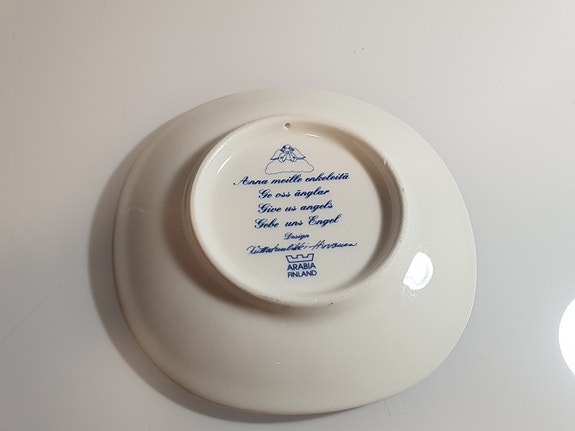 Anna meille enkeleitä
Ge oss änglar
Give us angels
Gebe uns Engel
Design
ARABIA
FINLAND